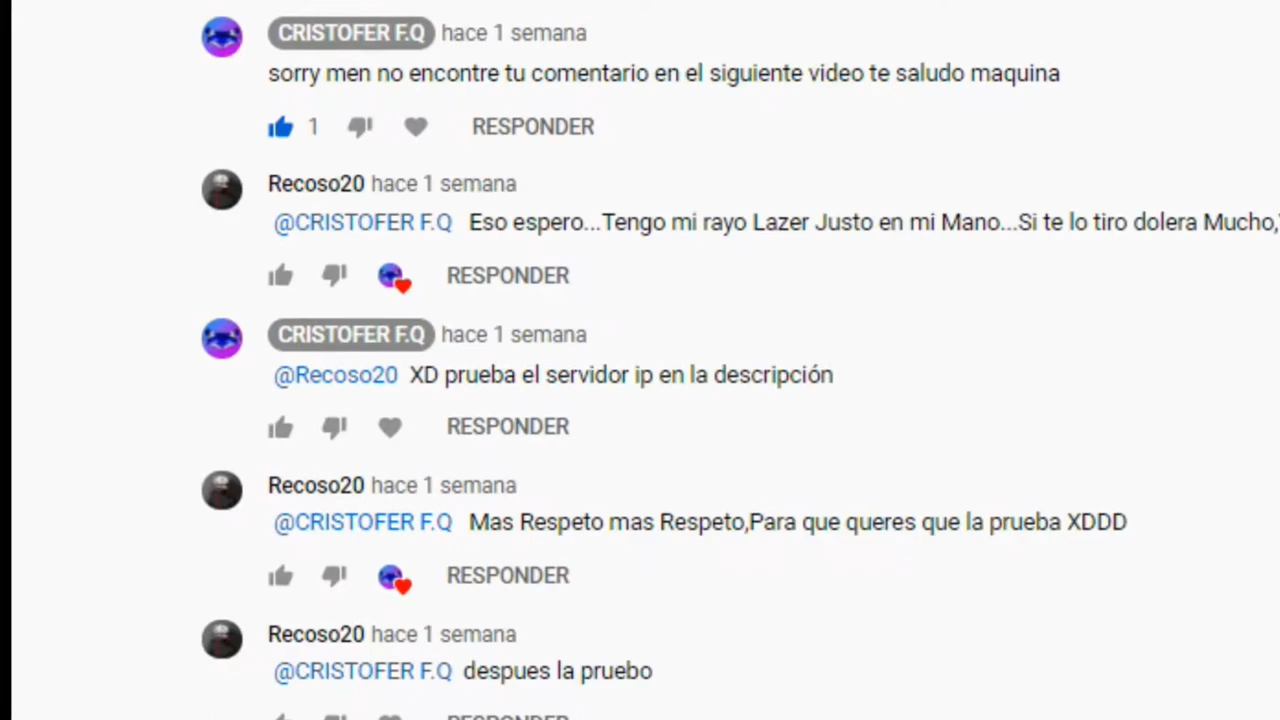 CRISTOFER F.Q hace 1 semana
sorry men no encontre tu comentario en el siguiente video te saludo maquina
1 RESPONDER
Recoso20 hace 1 semana
@CRISTOFER F.Q Eso espero...Tengo mi rayo Lazer Justo en mi Mano...Si te lo tiro dolera Mucho,
RESPONDER
CRISTOFER F.Q hace 1 semana
@Recoso20 XD prueba el servidor ip en la descripción
RESPONDER
Recoso20 hace 1 semana
@CRISTOFER F.Q Mas Respeto mas Respeto,Para que queres que la prueba XDDD
RESPONDER
Recoso20 hace 1 semana
@CRISTOFER F.Q despues la pruebo